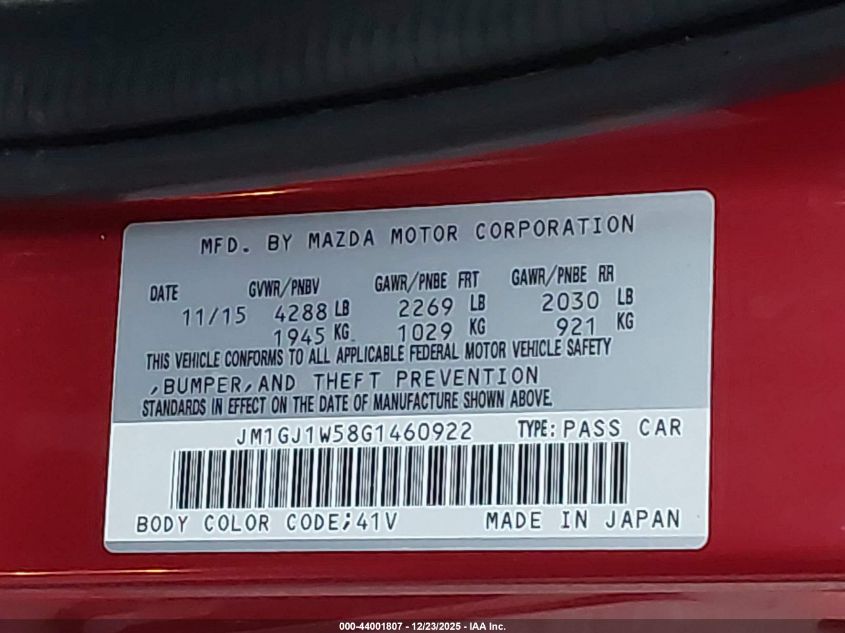 MFD. BY MAZDA MOTOR CORPORATION
DATE GVWR/PNBV GAWR/PNBE FRT GAWR/PNBE RR
11/15 4288 LB 2269 LB 2030 LB
1945 KG 1029 KG 921 KG
THIS VEHICLE CONFORMS TO ALL APPLICABLE FEDERAL MOTOR VEHICLE SAFETY
,BUMPER,AND THEFT PREVENTION
STANDARDS IN EFFECT ON THE DATE OF MANUFACTURE SHOWN ABOVE.
JM1GJ1W58G1460922 TYPE: PASS CAR
BODY COLOR CODE;41V MADE IN JAPAN
000-44001807 - 12/23/2025 - IAA Inc.